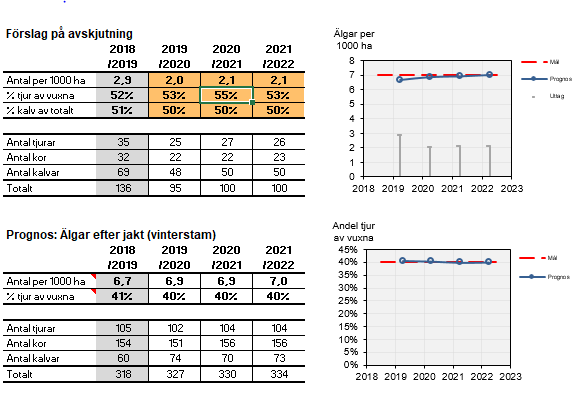 Förslag på avskjutning
2018 2019 2020 2021
/2019 /2020 /2021 /2022
Antal per 1000 ha 2,9 2,0 2,1 2,1
% tjur av vuxna 52% 53% 55% 53%
% kalv av totalt 51% 50% 50% 50%
Antal tjurar 35 25 27 26
Antal kor 32 22 22 23
Antal kalvar 69 48 50 50
Totalt 136 95 100 100
Älgar per
1000 ha
8
7
6
5
4
3
2
1
0
2018 2019 2020 2021 2022 2023
Mål
Prognos
Uttag
Prognos: Älgar efter jakt (vinterstam)
2018 2019 2020 2021
/2019 /2020 /2021 /2022
Antal per 1000 ha 6,7 6,9 6,9 7,0
% tjur av vuxna 41% 40% 40% 40%
Antal tjurar 105 102 104 104
Antal kor 154 151 156 156
Antal kalvar 60 74 70 73
Totalt 318 327 330 334
Andel tjur
av vuxna
45%
40%
35%
30%
25%
20%
15%
10%
5%
0%
2018 2019 2020 2021 2022 2023
Mål
Prognos